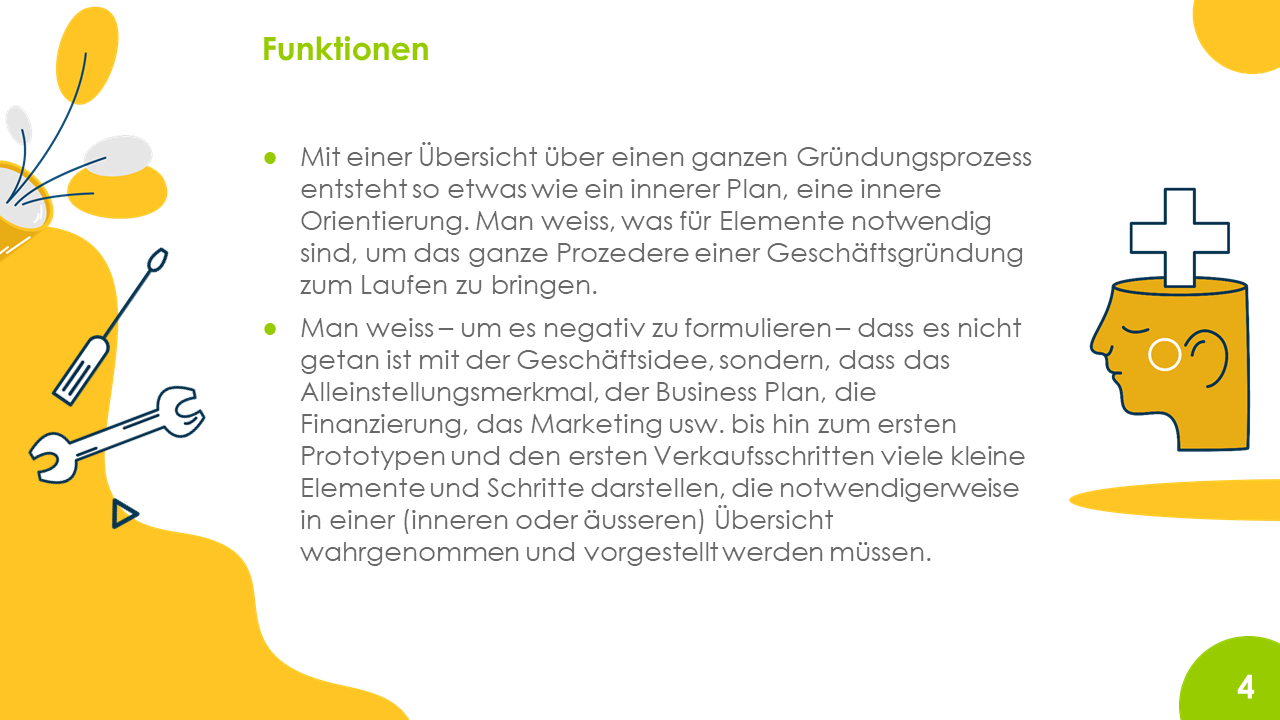 Funktionen
● Mit einer Übersicht über einen ganzen Gründungsprozess
entsteht so etwas wie ein innerer Plan, eine innere
Orientierung. Man weiss, was für Elemente notwendig
sind, um das ganze Prozedere einer Geschäftsgründung
zum Laufen zu bringen.
● Man weiss – um es negativ zu formulieren – dass es nicht
getan ist mit der Geschäftsidee, sondern, dass das
Alleinstellungsmerkmal, der Business Plan, die
Finanzierung, das Marketing usw. bis hin zum ersten
Prototypen und den ersten Verkaufsschritten viele kleine
Elemente und Schritte darstellen, die notwendigerweise
in einer (inneren oder äusseren) Übersicht
wahrgenommen und vorgestellt werden müssen.
4